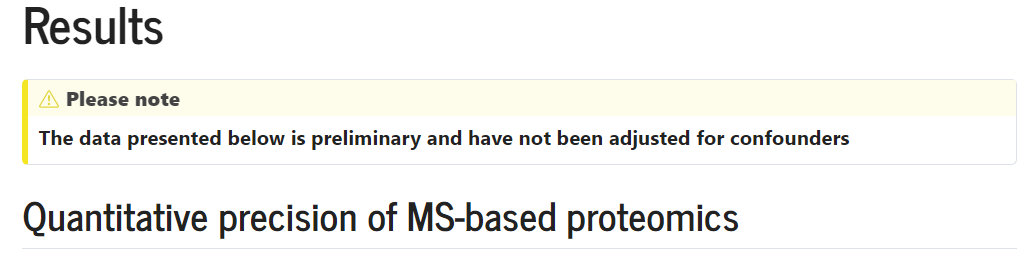 Results
Please note
The data presented below is preliminary and have not been adjusted for confounders
Quantitative precision of MS-based proteomics